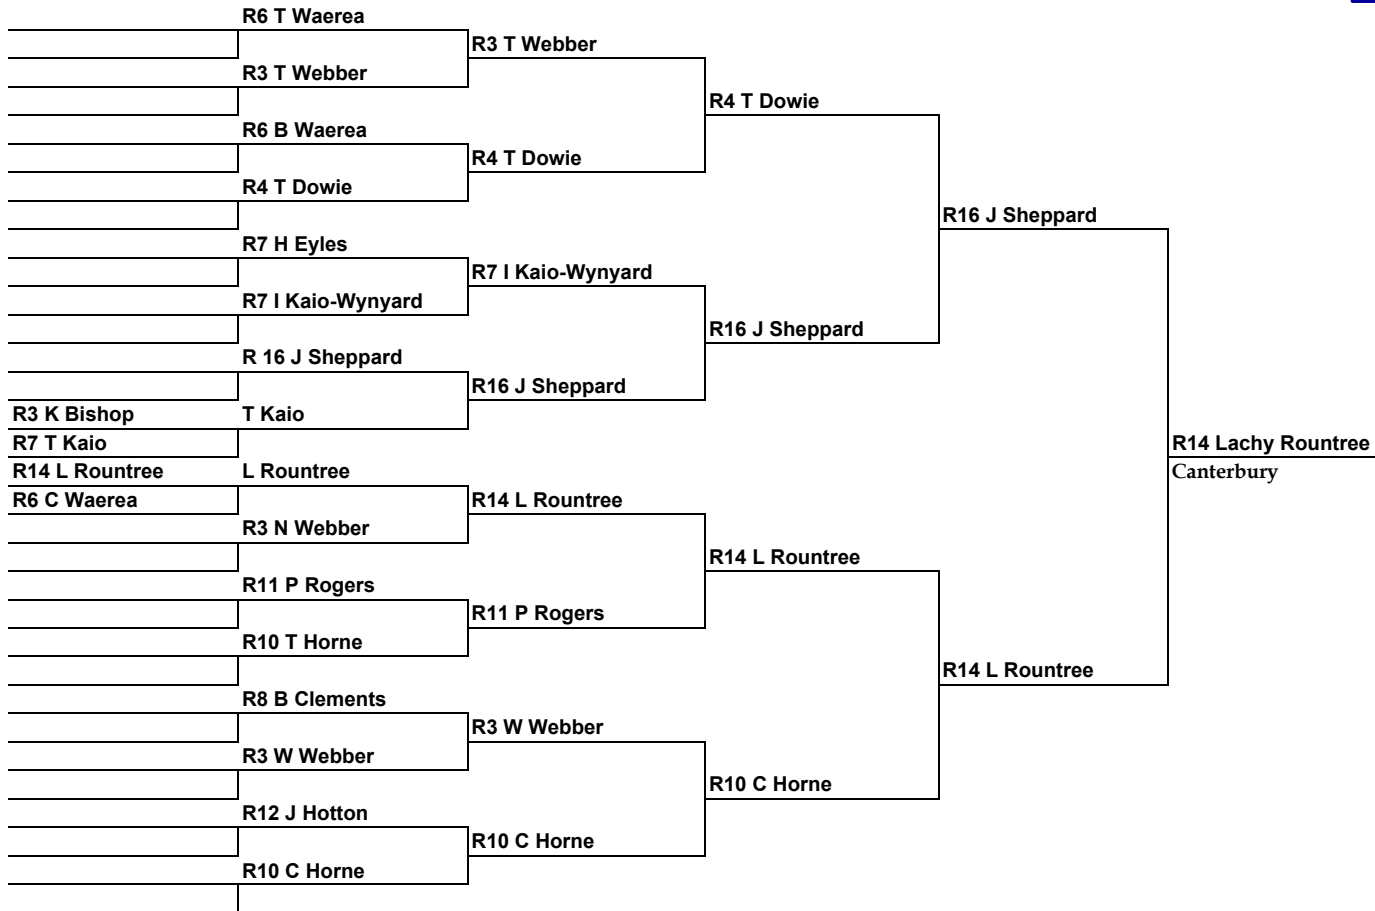 R6 T Waerea
R3 T Webber
R3 T Webber
R4 T Dowie
R6 B Waerea
R4 T Dowie
R4 T Dowie
R16 J Sheppard
R7 H Eyles
R7 I Kaio-Wynyard
R7 I Kaio-Wynyard
R16 J Sheppard
R 16 J Sheppard
R16 J Sheppard
R3 K Bishop
T Kaio
R7 T Kaio
R14 Lachy Rountree
R14 L Rountree
L Rountree
Canterbury
R6 C Waerea
R14 L Rountree
R3 N Webber
R14 L Rountree
R11 P Rogers
R11 P Rogers
R10 T Horne
R14 L Rountree
R8 B Clements
R3 W Webber
R3 W Webber
R10 C Horne
R12 J Hotton
R10 C Horne
R10 C Horne